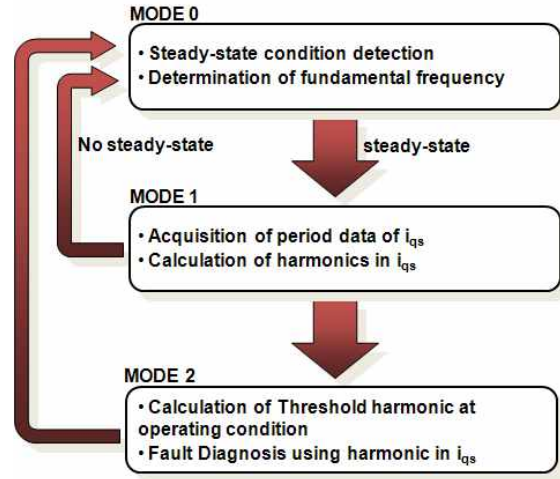 MODE 0
• Steady-state condition detection
• Determination of fundamental frequency
No steady-state
steady-state
MODE 1
• Acquisition of period data of iqs
• Calculation of harmonics in iqs
MODE 2
• Calculation of Threshold harmonic at
operating condition
• Fault Diagnosis using harmonic in iqs